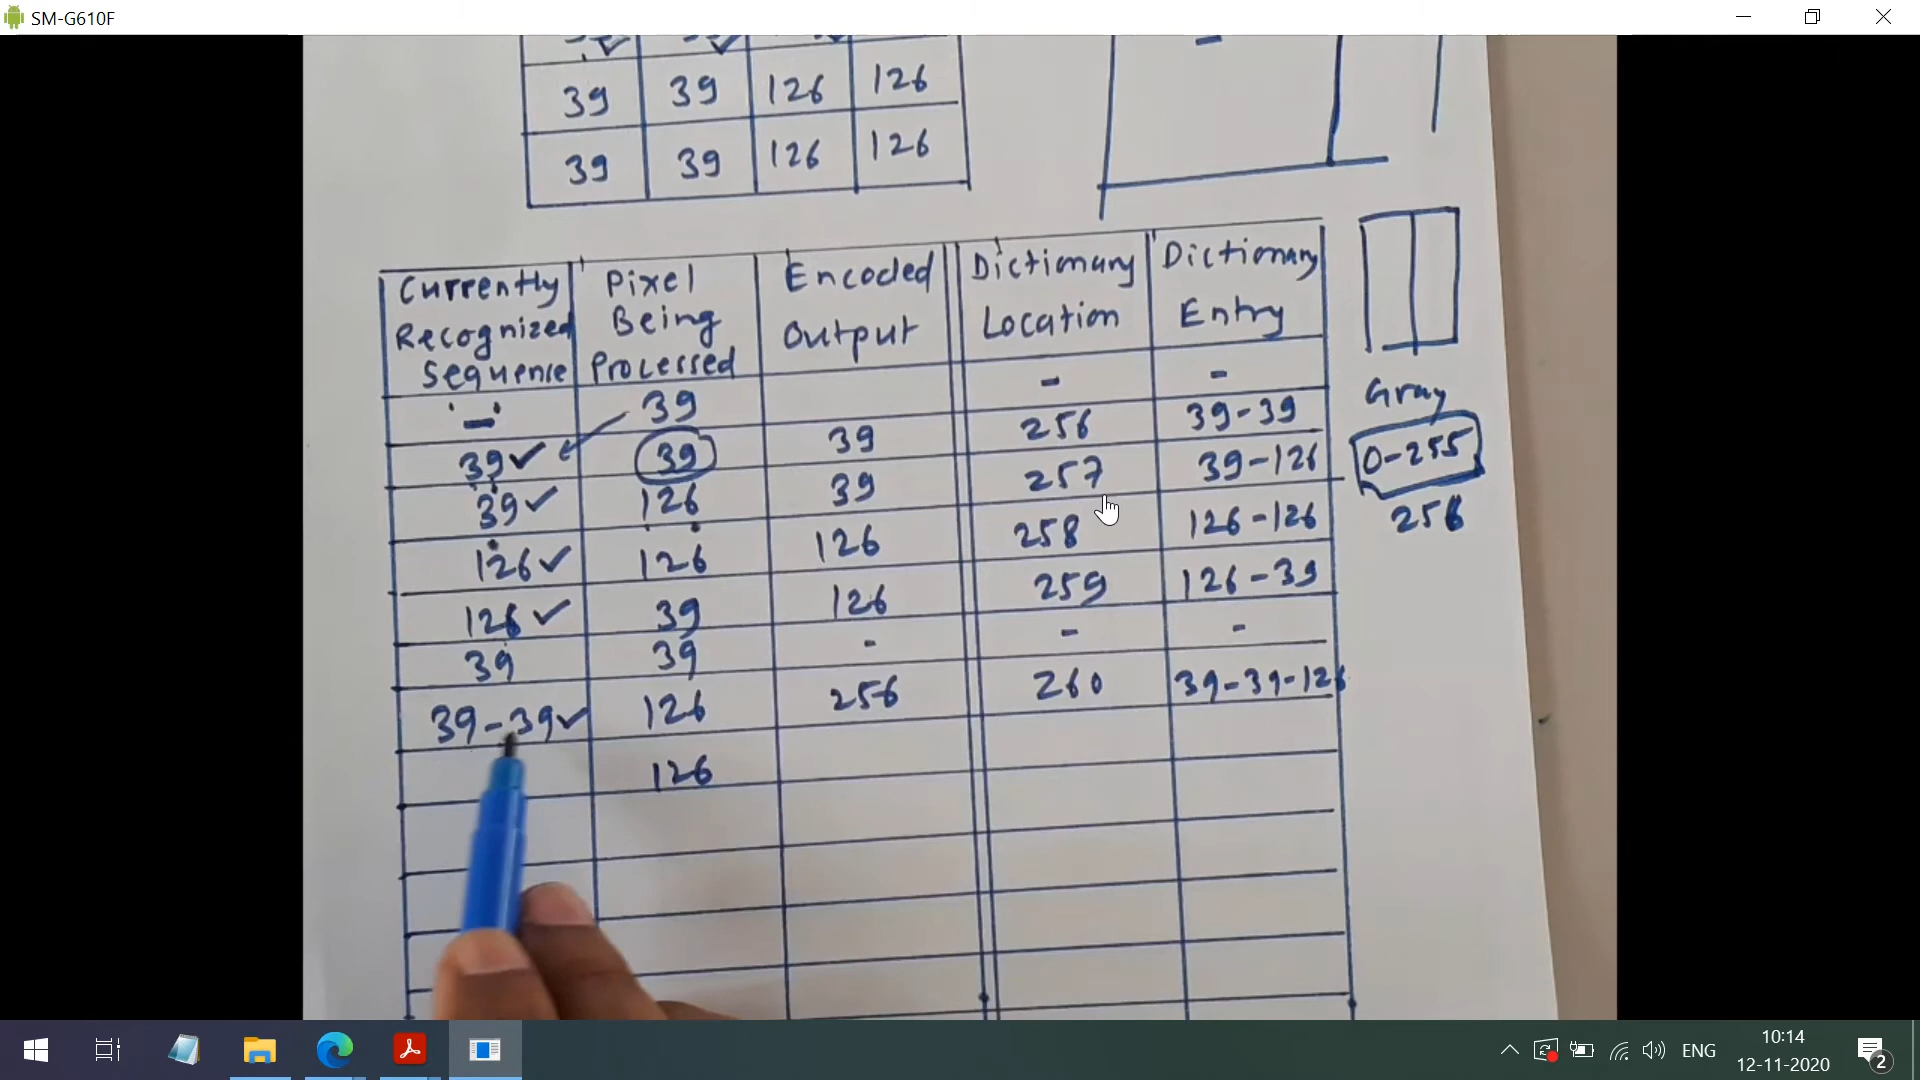 SM-G610F
39 39 126 126
39 39 126 126
Currently Recognized Sequence Pixel Being Processed Encoded Output Dictionary Location Dictionary Entry
- 39 - -
39 39 39 256 39-39
39 126 39 257 39-126
126 126 126 258 126-126
126 39 126 259 126-39
39 39 - - -
39-39 126 256 260 39-39-126
126
Gray
0-255
256
ENG
10:14
12-11-2020
2